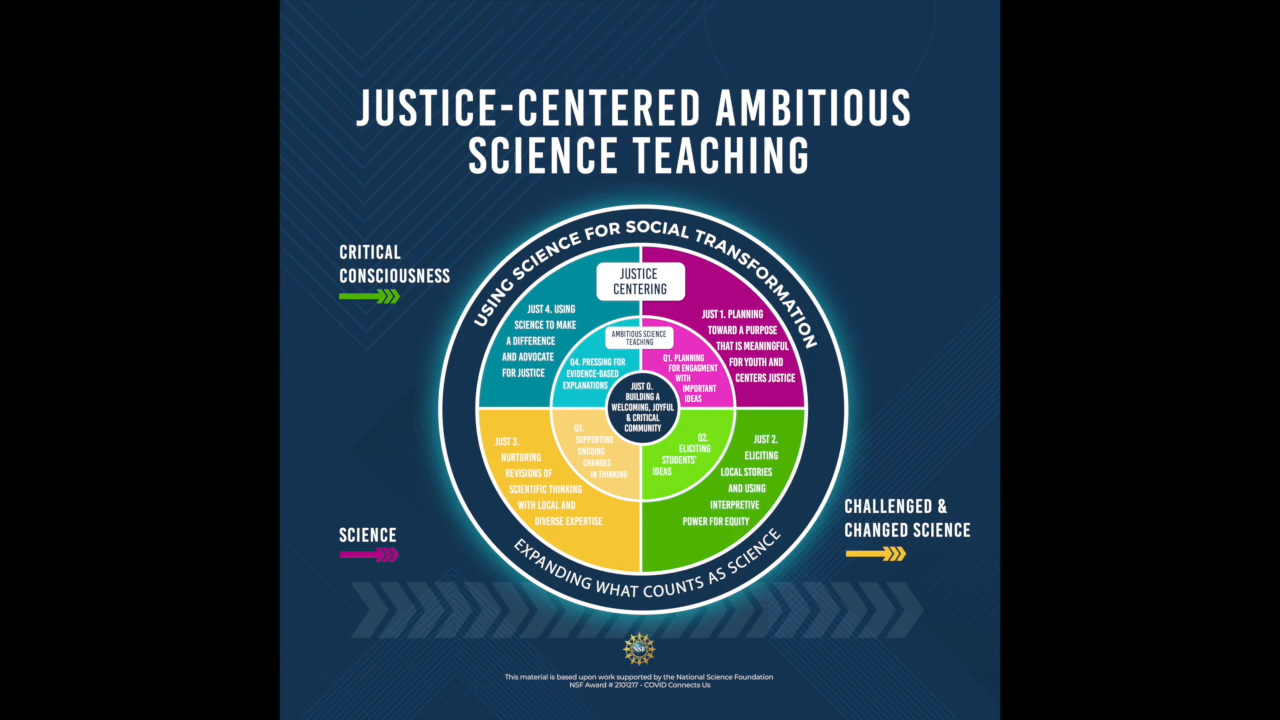 JUSTICE-CENTERED AMBITIOUS
SCIENCE TEACHING
CRITICAL
CONSCIOUSNESS
USING SCIENCE FOR SOCIAL TRANSFORMATION
JUSTICE
CENTERING
JUST 4. USING
SCIENCE TO MAKE
A DIFFERENCE
AND ADVOCATE
FOR JUSTICE
JUST 1. PLANNING
TOWARD A PURPOSE
THAT IS MEANINGFUL
FOR YOUTH AND
CENTERS JUSTICE
AMBITIOUS SCIENCE
TEACHING
Q4. PRESSING FOR
EVIDENCE-BASED
EXPLANATIONS
Q1. PLANNING
FOR ENGAGMENT
WITH
IMPORTANT
IDEAS
JUST 0.
BUILDING A
WELCOMING, JOYFUL
& CRITICAL
COMMUNITY
Q3.
SUPPORTING
ONGOING
CHANGES
IN THINKING
Q2.
ELICITING
STUDENTS'
IDEAS
JUST 3.
NURTURING
REVISIONS OF
SCIENTIFIC THINKING
WITH LOCAL AND
DIVERSE EXPERTISE
JUST 2.
ELICITING
LOCAL STORIES
AND USING
INTERPRETIVE
POWER FOR EQUITY
EXPANDING WHAT COUNTS AS SCIENCE
SCIENCE
CHALLENGED &
CHANGED SCIENCE
NSF
This material is based upon work supported by the National Science Foundation
NSF Award # 2101217 - COVID Connects Us